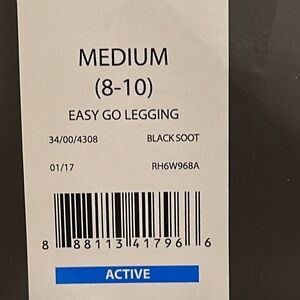 MEDIUM
(8-10)
EASY GO LEGGING
34/00/4308 BLACK SOOT
01/17 RH6W968A
8 88113 41796 6
ACTIVE